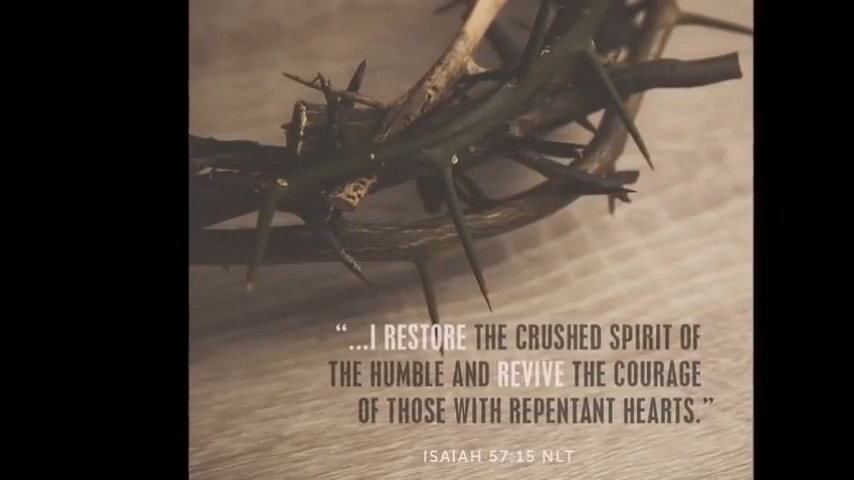 “...I RESTORE THE CRUSHED SPIRIT OF
THE HUMBLE AND REVIVE THE COURAGE
OF THOSE WITH REPENTANT HEARTS.”
ISAIAH 57:15 NLT